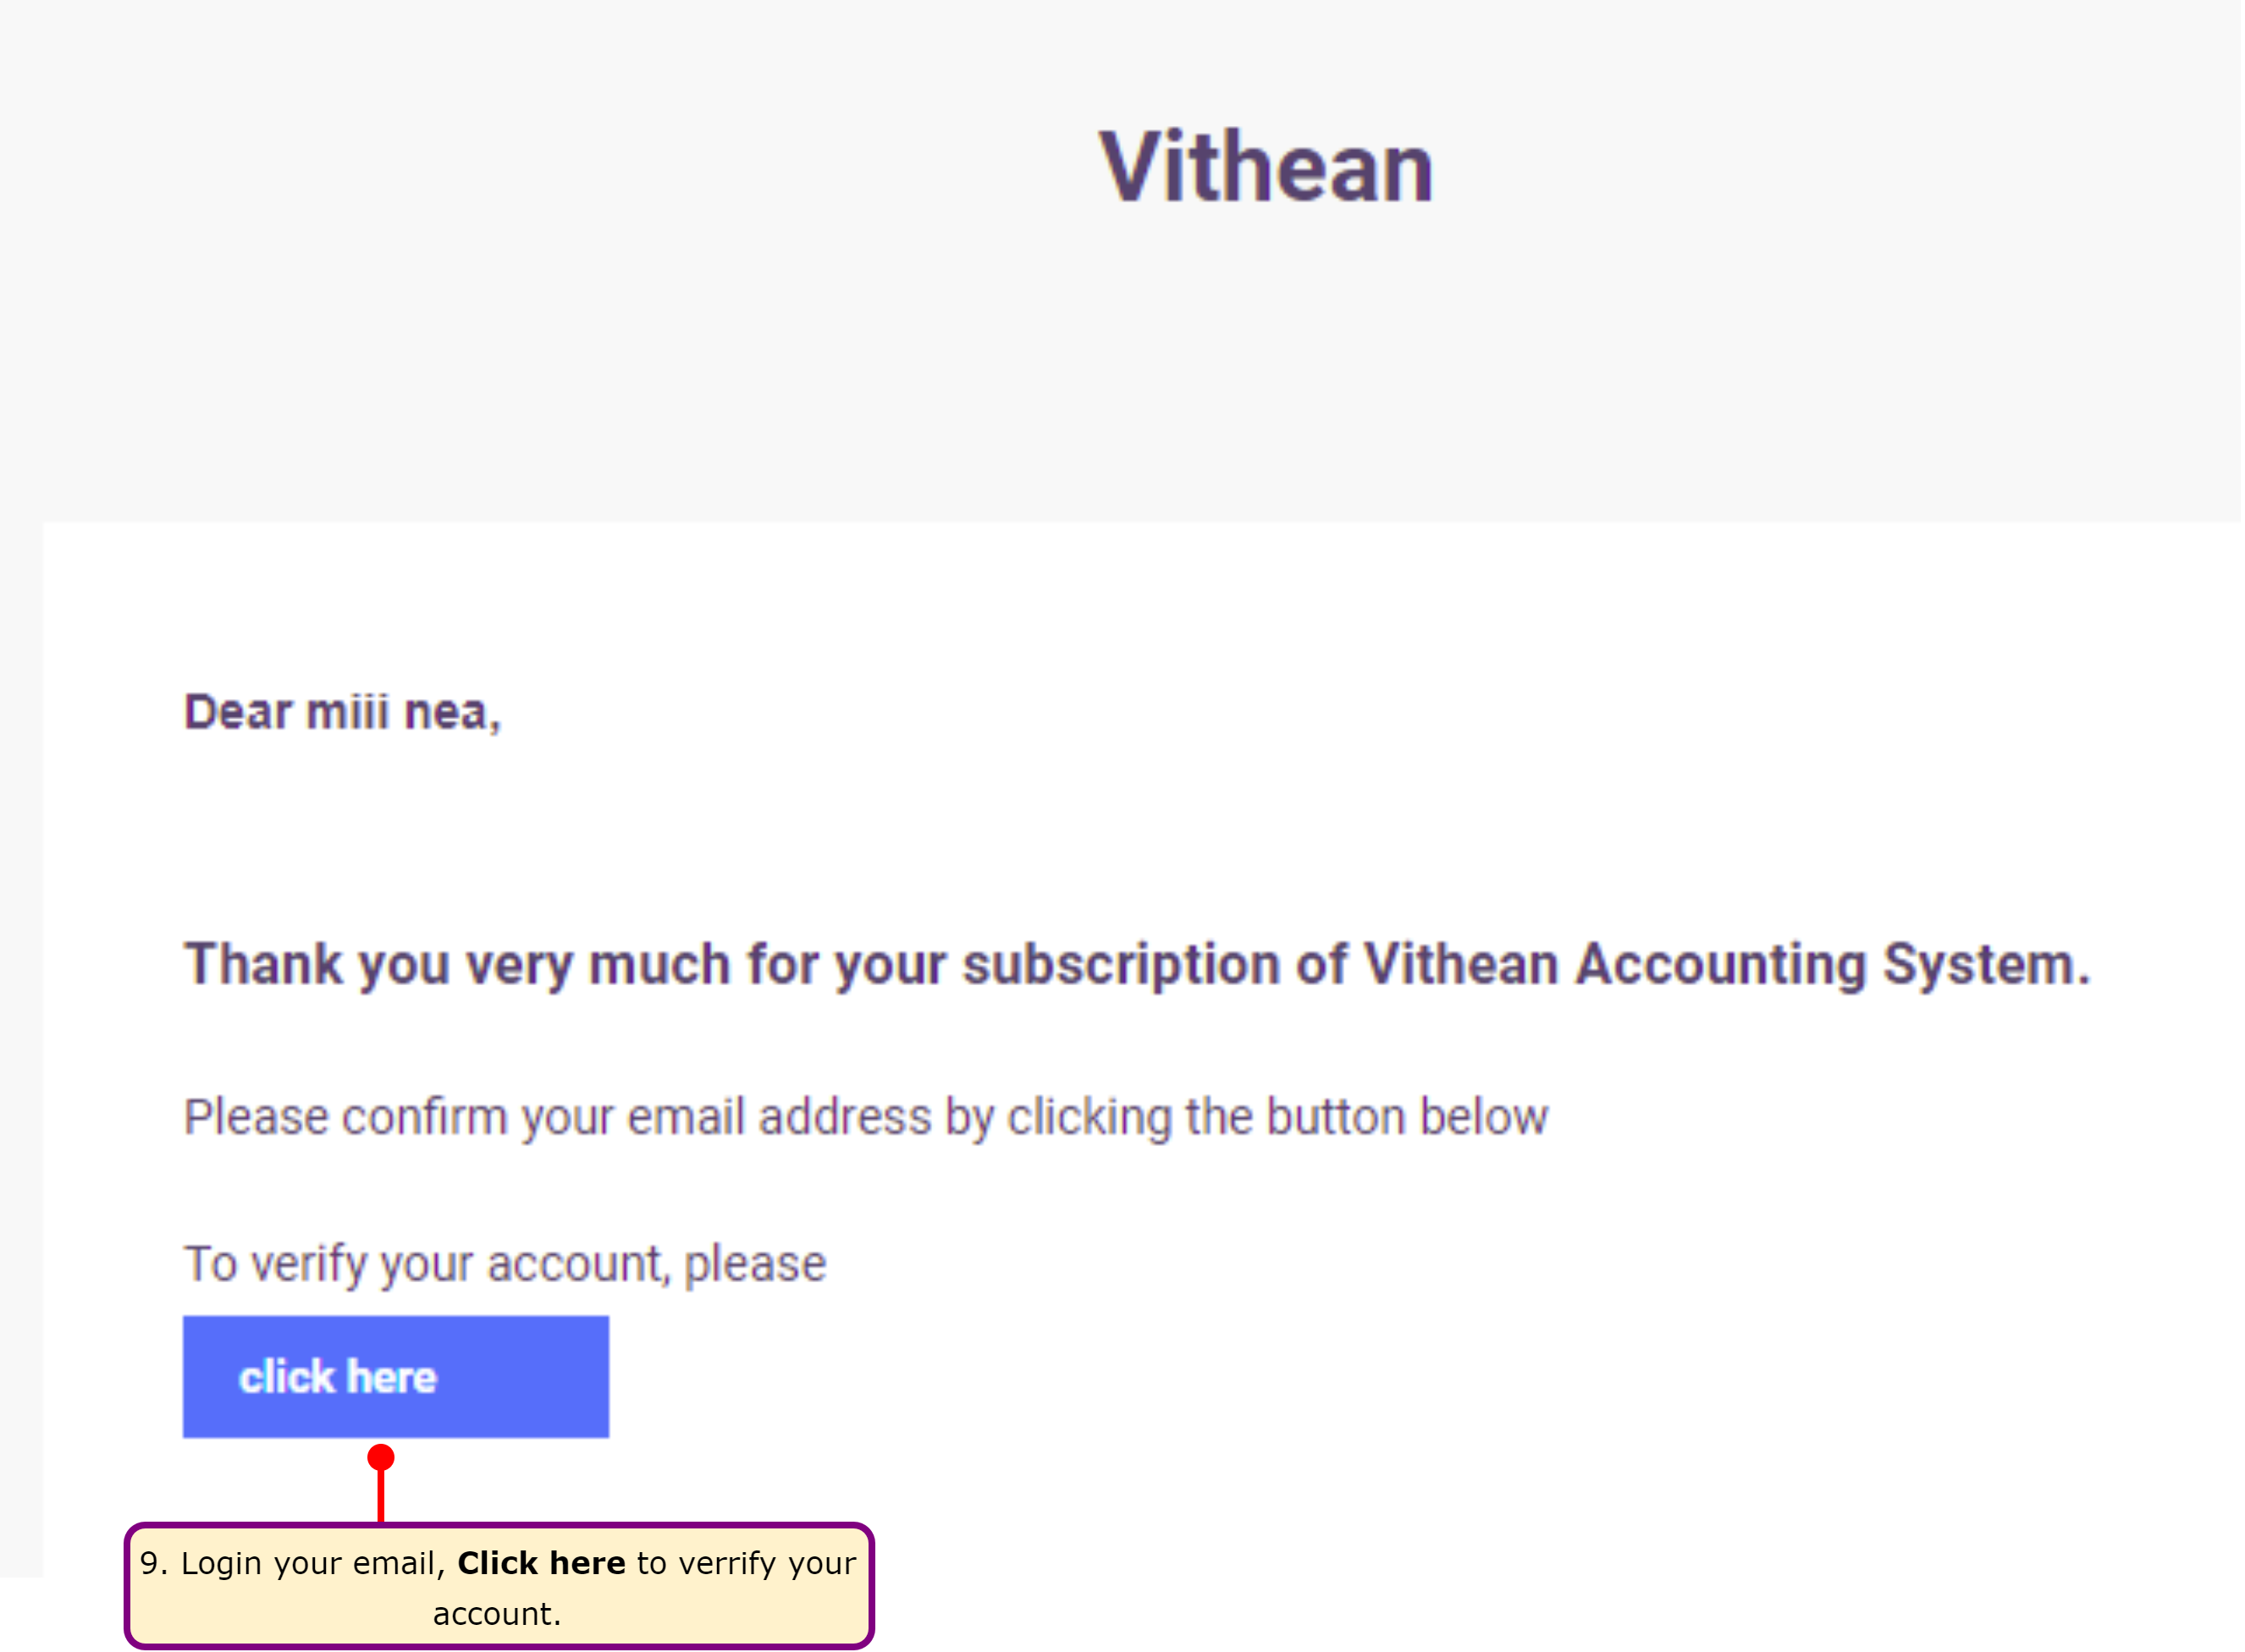 Vithean
Dear miii nea,
Thank you very much for your subscription of Vithean Accounting System.
Please confirm your email address by clicking the button below
To verify your account, please
click here
9. Login your email, Click here to verrify your
account.